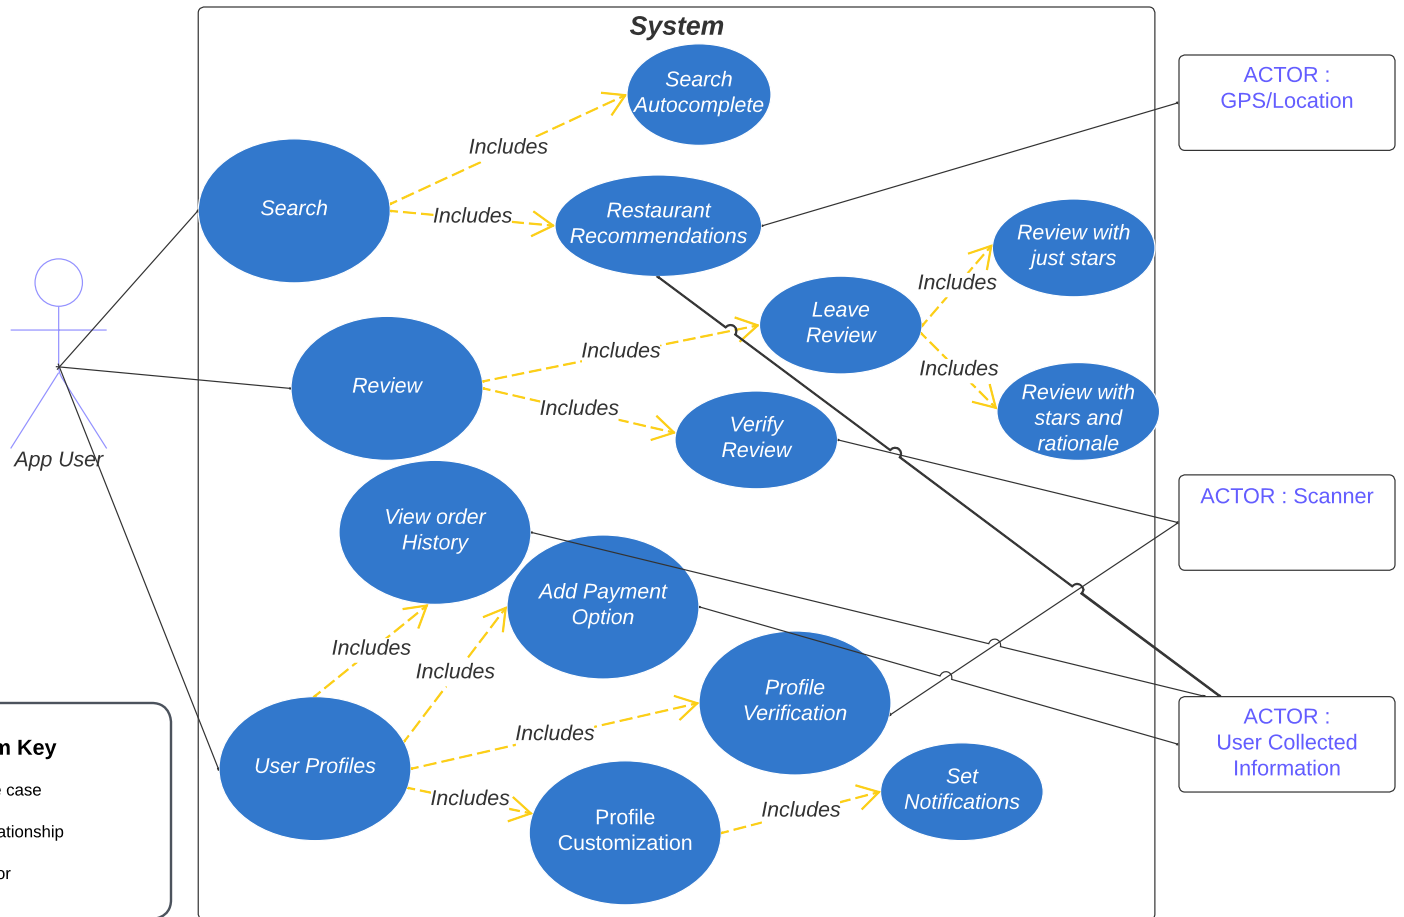 System
Search
Autocomplete
ACTOR :
GPS/Location
Includes
Search
Includes
Restaurant
Recommendations
Review with
just stars
Includes
Leave
Review
Includes
Includes
Review
Includes
Review with
stars and
rationale
Verify
Review
App User
ACTOR : Scanner
View order
History
Add Payment
Option
Includes
Includes
Profile
Verification
Includes
User Profiles
ACTOR :
User Collected
Information
Includes
Profile
Customization
Includes
Set
Notifications
Key
case